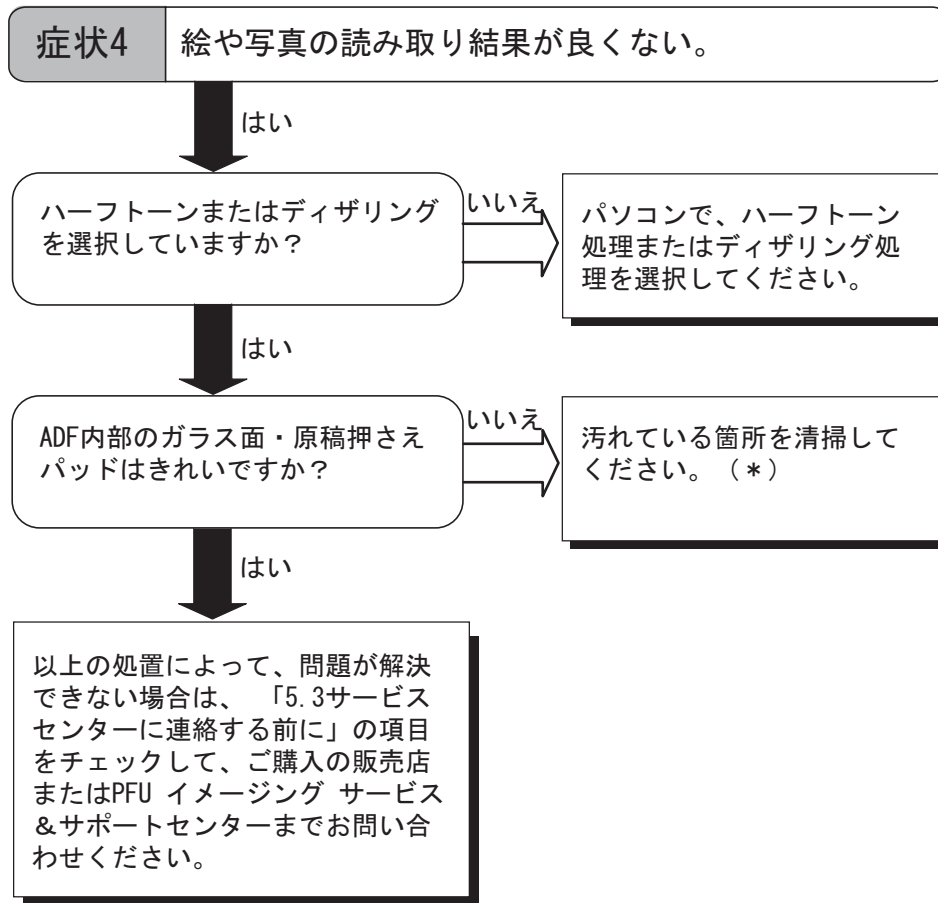 症状4
絵や写真の読み取り結果が良くない。
はい
ハーフトーンまたはディザリング
を選択していますか？
いいえ
パソコンで、ハーフトーン
処理またはディザリング処
理を選択してください。
はい
ADF内部のガラス面・原稿押さえ
パッドはきれいですか？
いいえ
汚れている箇所を清掃して
ください。（＊）
はい
以上の処置によって、問題が解決
できない場合は、 「5.3サービス
センターに連絡する前に」の項目
をチェックして、ご購入の販売店
またはPFU イメージング サービス
＆サポートセンターまでお問い合
わせください。